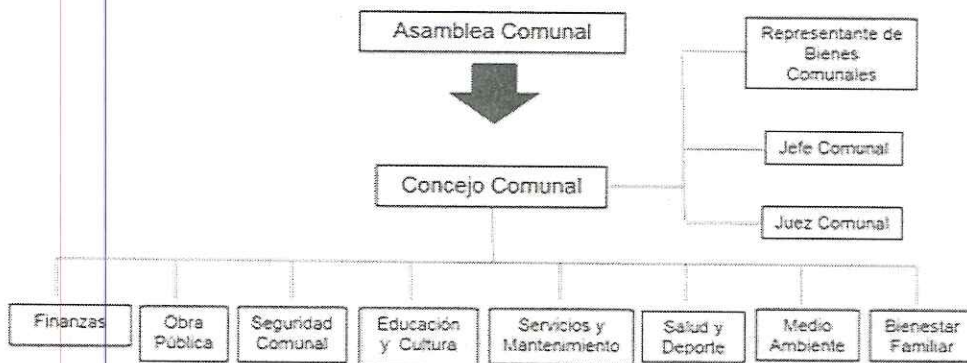 Asamblea Comunal
Representante de
Bienes
Comunales
Jefe Comunal
Concejo Comunal
Juez Comunal
Finanzas
Obra
Pública
Seguridad
Comunal
Educación
y Cultura
Servicios y
Mantenimiento
Salud y
Deporte
Medio
Ambiente
Bienestar
Familiar